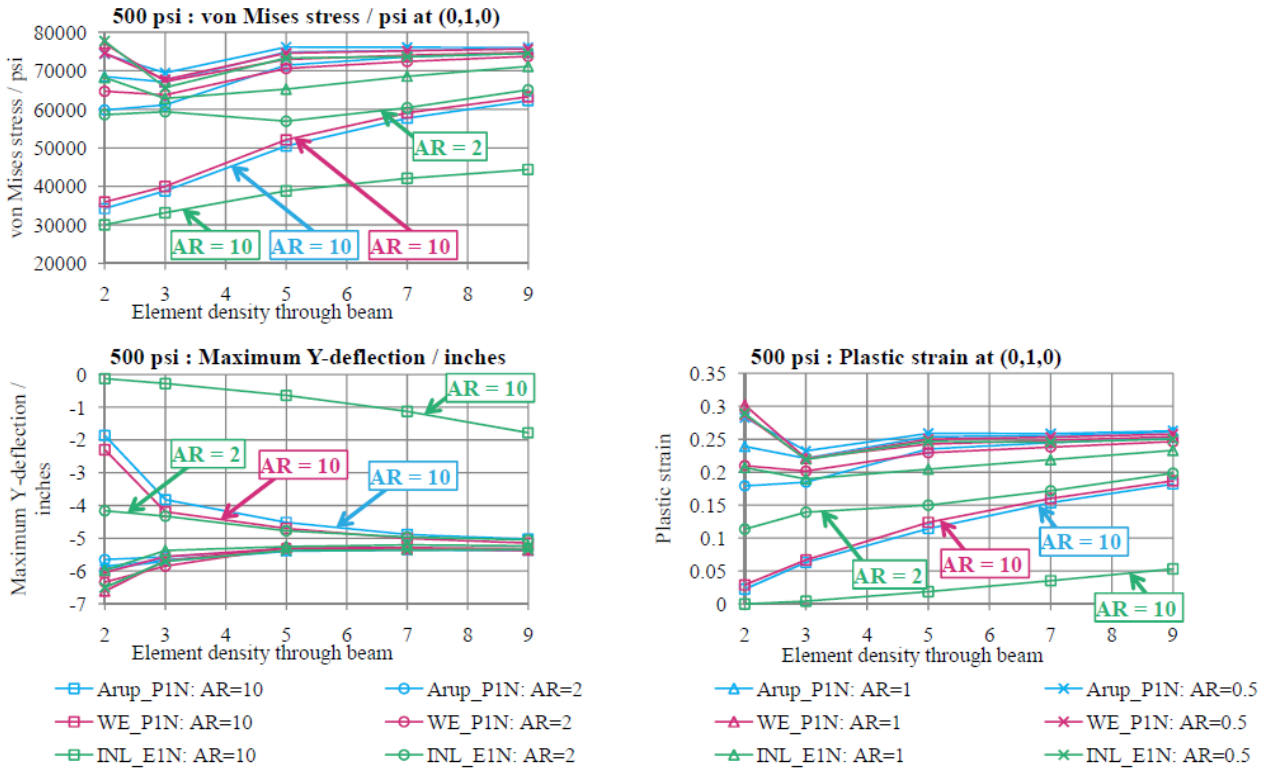 500 psi : von Mises stress / psi at (0,1,0)
von Mises stress / psi
80000
70000
60000
50000
40000
30000
20000
AR = 2
AR = 10
AR = 10
AR = 10
2 3 4 5 6 7 8 9
Element density through beam
500 psi : Maximum Y-deflection / inches
Maximum Y-deflection /
inches
0
-1
-2
-3
-4
-5
-6
-7
AR = 10
AR = 2
AR = 10
AR = 10
2 3 4 5 6 7 8 9
Element density through beam
500 psi : Plastic strain at (0,1,0)
Plastic strain
0.35
0.3
0.25
0.2
0.15
0.1
0.05
0
AR = 10
AR = 10
AR = 2
AR = 10
2 3 4 5 6 7 8 9
Element density through beam
Arup_P1N: AR=10 Arup_P1N: AR=2 Arup_P1N: AR=1 Arup_P1N: AR=0.5
WE_P1N: AR=10 WE_P1N: AR=2 WE_P1N: AR=1 WE_P1N: AR=0.5
INL_E1N: AR=10 INL_E1N: AR=2 INL_E1N: AR=1 INL_E1N: AR=0.5